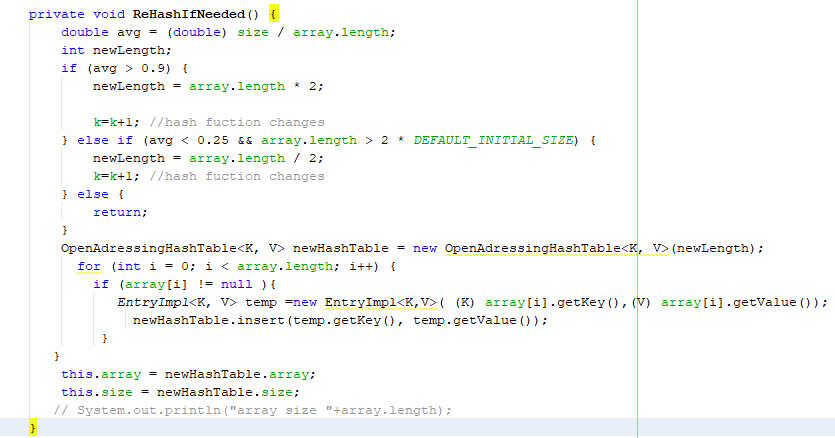 private void ReHashIfNeeded() {
double avg = (double) size / array.length;
int newLength;
if (avg > 0.9) {
newLength = array.length * 2;
k=k+1; //hash fuction changes
} else if (avg < 0.25 && array.length > 2 * DEFAULT_INITIAL_SIZE) {
newLength = array.length / 2;
k=k+1; //hash fuction changes
} else {
return;
}
OpenAdressingHashTable<K, V> newHashTable = new OpenAdressingHashTable<K, V>(newLength);
for (int i = 0; i < array.length; i++) {
if (array[i] != null ){
EntryImpl<K, V> temp =new EntryImpl<K,V>( (K) array[i].getKey(),(V) array[i].getValue());
newHashTable.insert(temp.getKey(), temp.getValue());
}
}
this.array = newHashTable.array;
this.size = newHashTable.size;
// System.out.println("array size "+array.length);
}